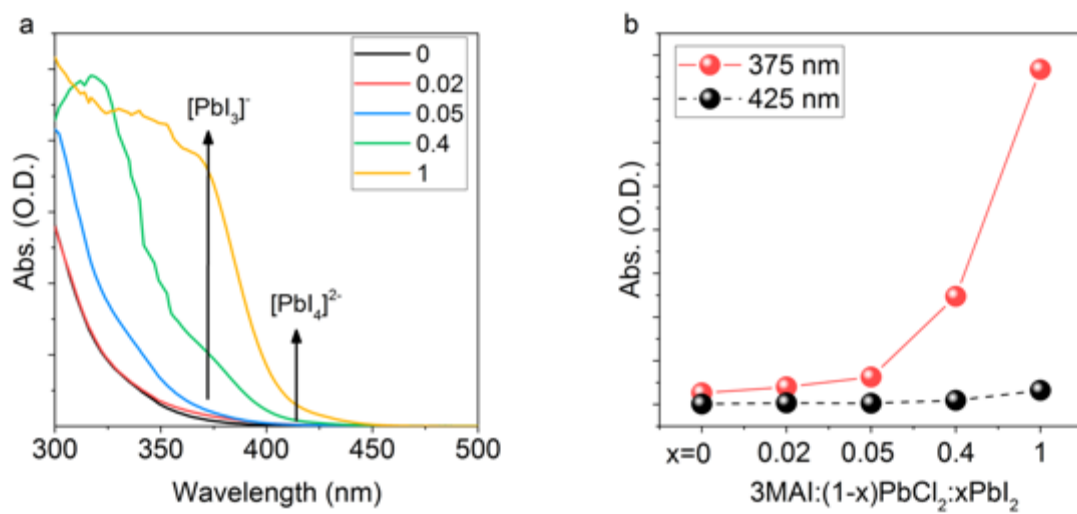 a
Abs. (O.D.)
[PbI₃]⁻
[PbI₄]²⁻
0
0.02
0.05
0.4
1
300 350 400 450 500
Wavelength (nm)
b
Abs. (O.D.)
375 nm
425 nm
x=0 0.02 0.05 0.4 1
3MAI:(1-x)PbCl₂:xPbI₂